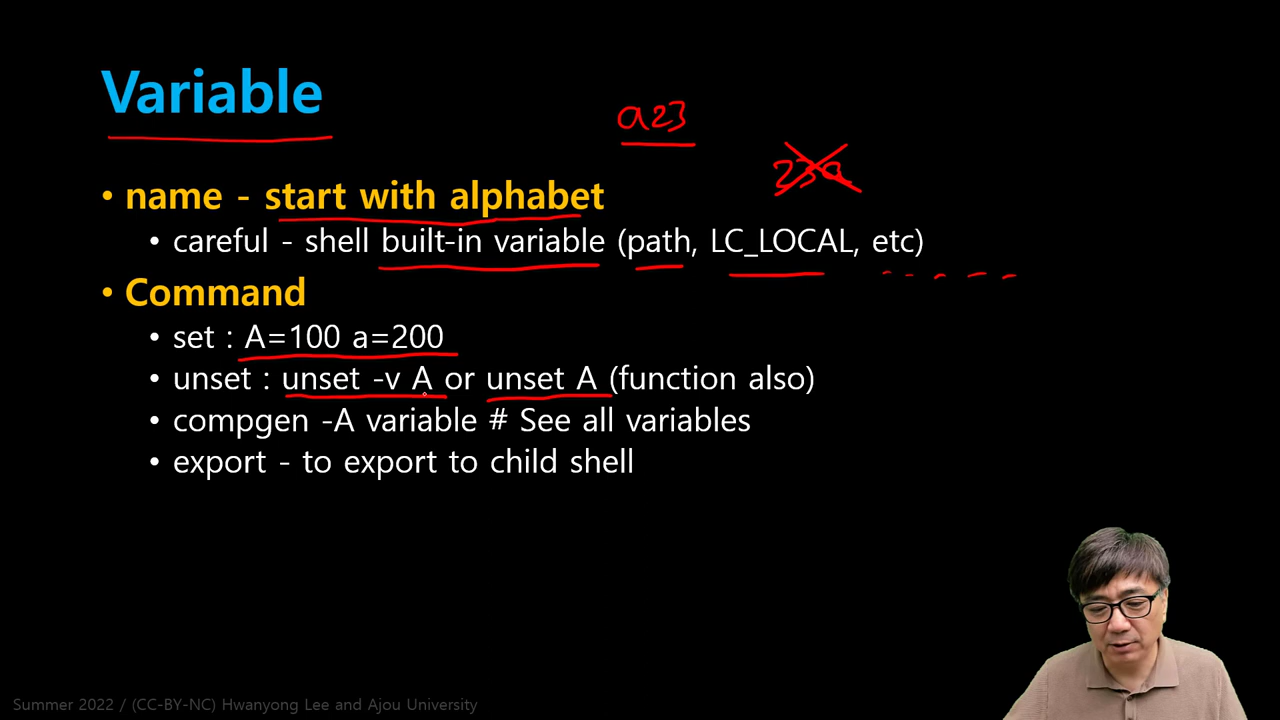 Variable
a23
23a
• name - start with alphabet
• careful - shell built-in variable (path, LC_LOCAL, etc)
• Command
• set : A=100 a=200
• unset : unset -v A or unset A (function also)
• compgen -A variable # See all variables
• export - to export to child shell
Summer 2022 / (CC-BY-NC) Hwanyong Lee and Ajou University